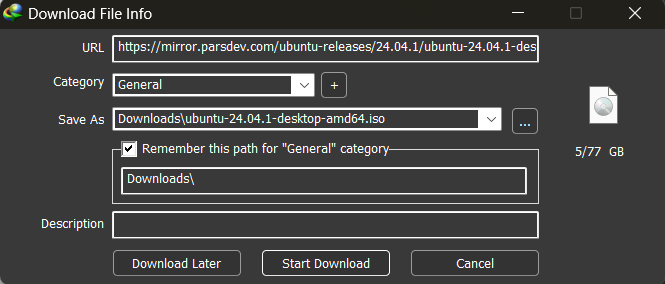 Download File Info
URL
https://mirror.parsdev.com/ubuntu-releases/24.04.1/ubuntu-24.04.1-des
Category
General
+
Save As
Downloads\ubuntu-24.04.1-desktop-amd64.iso
...
5/77 GB
Remember this path for "General" category
Downloads\
Description
Download Later
Start Download
Cancel